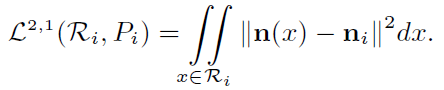 ℒ^{2,1}(ℛ_i, P_i) = ∬_{x∈ℛ_i} ‖n(x) − n_i‖² dx.